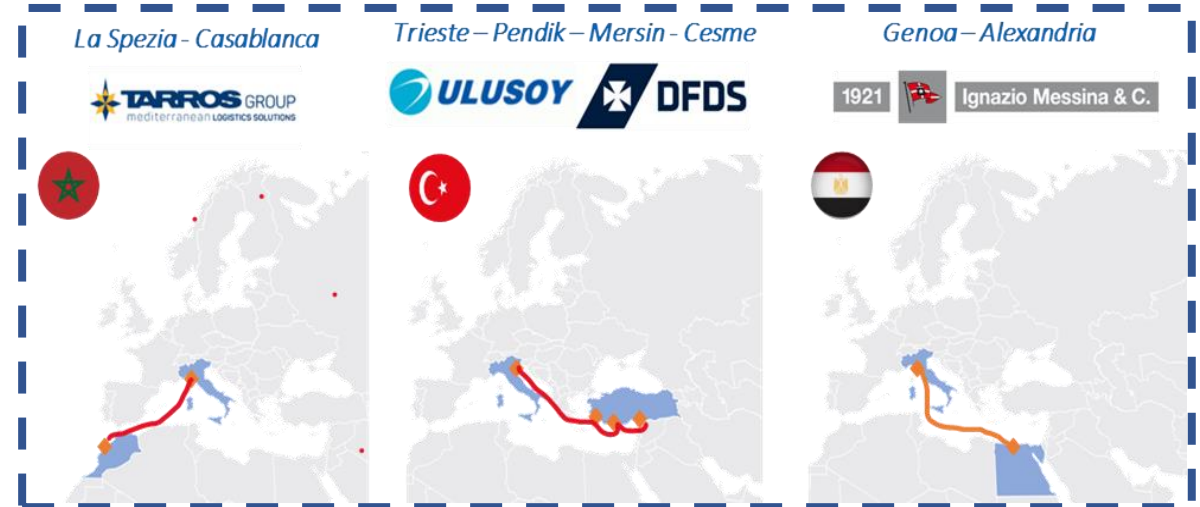 La Spezia - Casablanca
TARROS GROUP
mediterranean LOGISTICS SOLUTIONS
Trieste – Pendik – Mersin - Cesme
ULUSOY
DFDS
Genoa – Alexandria
1921
Ignazio Messina & C.